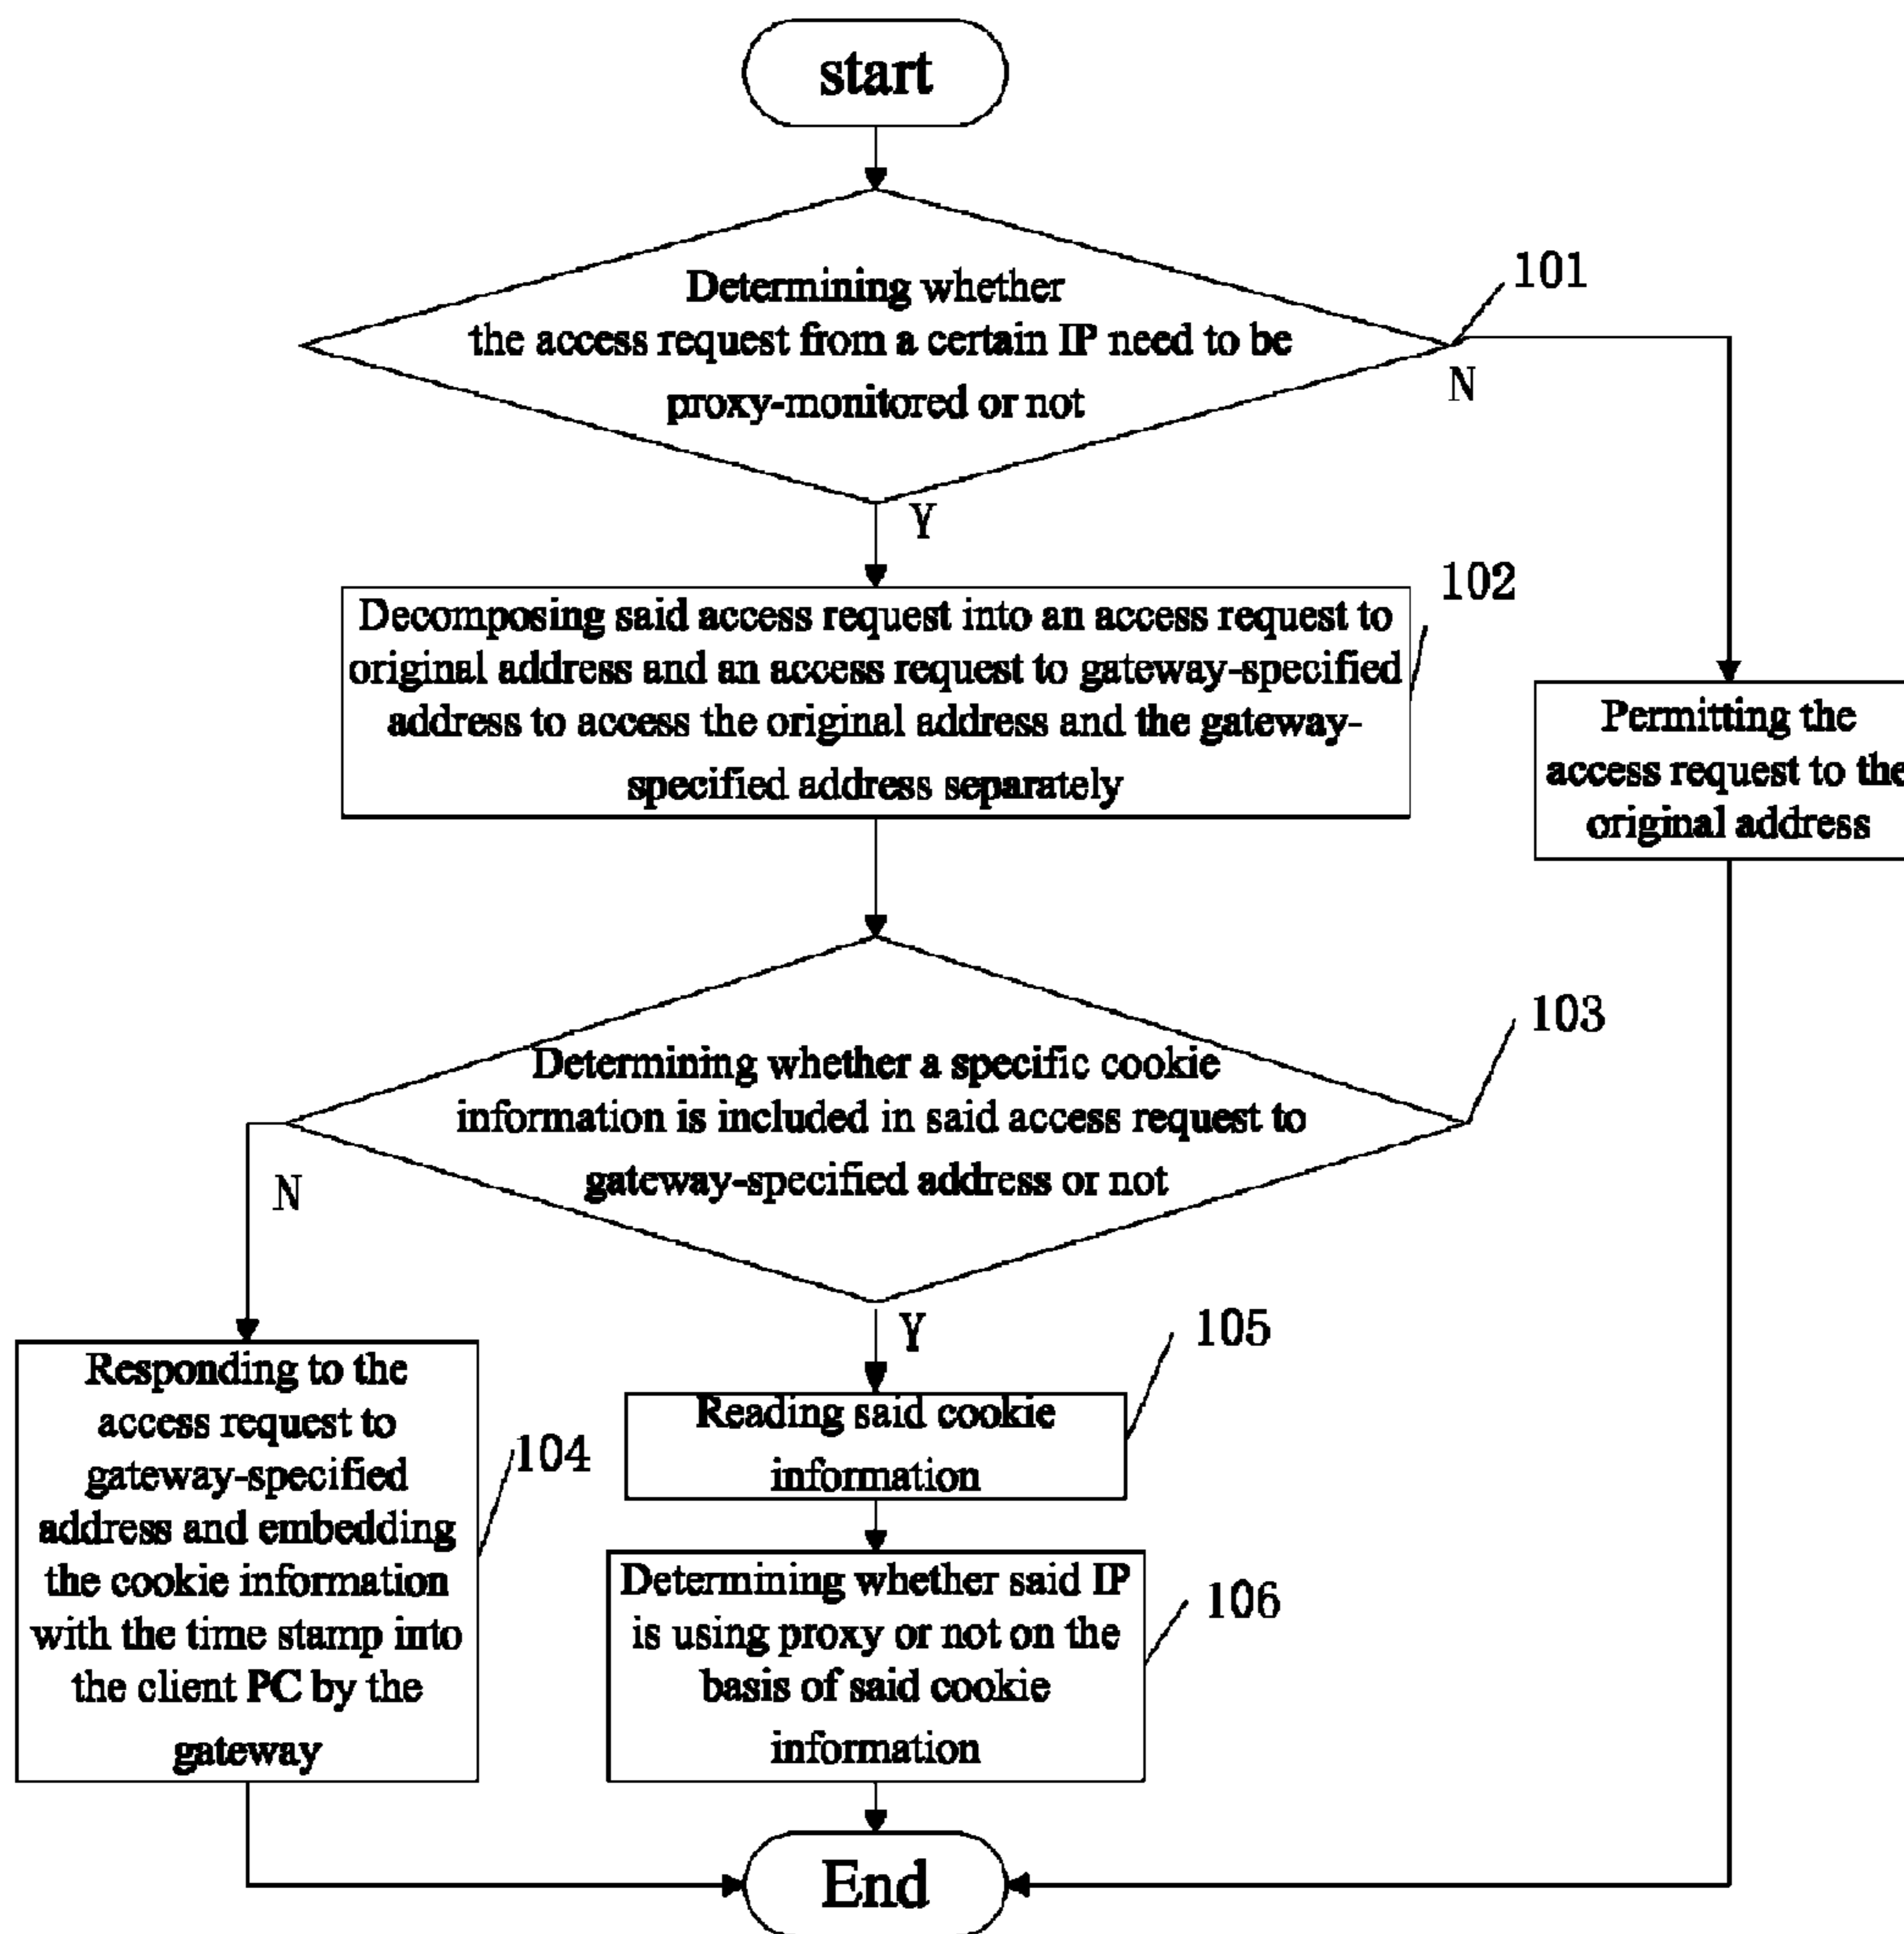 start
Determining whether
the access request from a certain IP need to be
proxy-monitored or not
101
N
Y
102
Decomposing said access request into an access request to
original address and an access request to gateway-specified
address to access the original address and the gateway-
specified address separately
Permitting the
access request to the
original address
103
Determining whether a specific cookie
information is included in said access request to
gateway-specified address or not
N
Y
105
Responding to the
access request to
gateway-specified
address and embedding
the cookie information
with the time stamp into
the client PC by the
gateway
104
Reading said cookie
information
Determining whether said IP
is using proxy or not on the
basis of said cookie
information
106
End